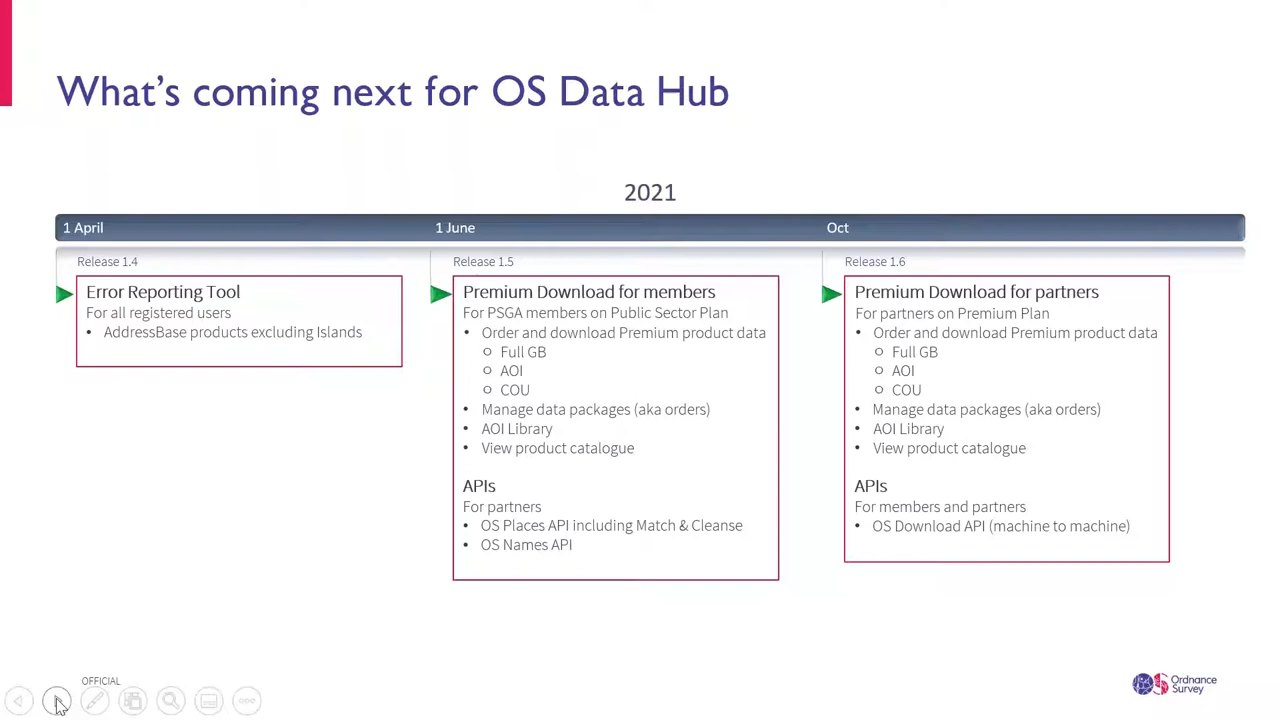 What's coming next for OS Data Hub
2021
1 April
1 June
Oct
Release 1.4
Error Reporting Tool
For all registered users
• AddressBase products excluding Islands
Release 1.5
Premium Download for members
For PSGA members on Public Sector Plan
• Order and download Premium product data
o Full GB
o AOI
o COU
• Manage data packages (aka orders)
• AOI Library
• View product catalogue
APIs
For partners
• OS Places API including Match & Cleanse
• OS Names API
Release 1.6
Premium Download for partners
For partners on Premium Plan
• Order and download Premium product data
o Full GB
o AOI
o COU
• Manage data packages (aka orders)
• AOI Library
• View product catalogue
APIs
For members and partners
• OS Download API (machine to machine)
OFFICIAL
Ordnance
Survey